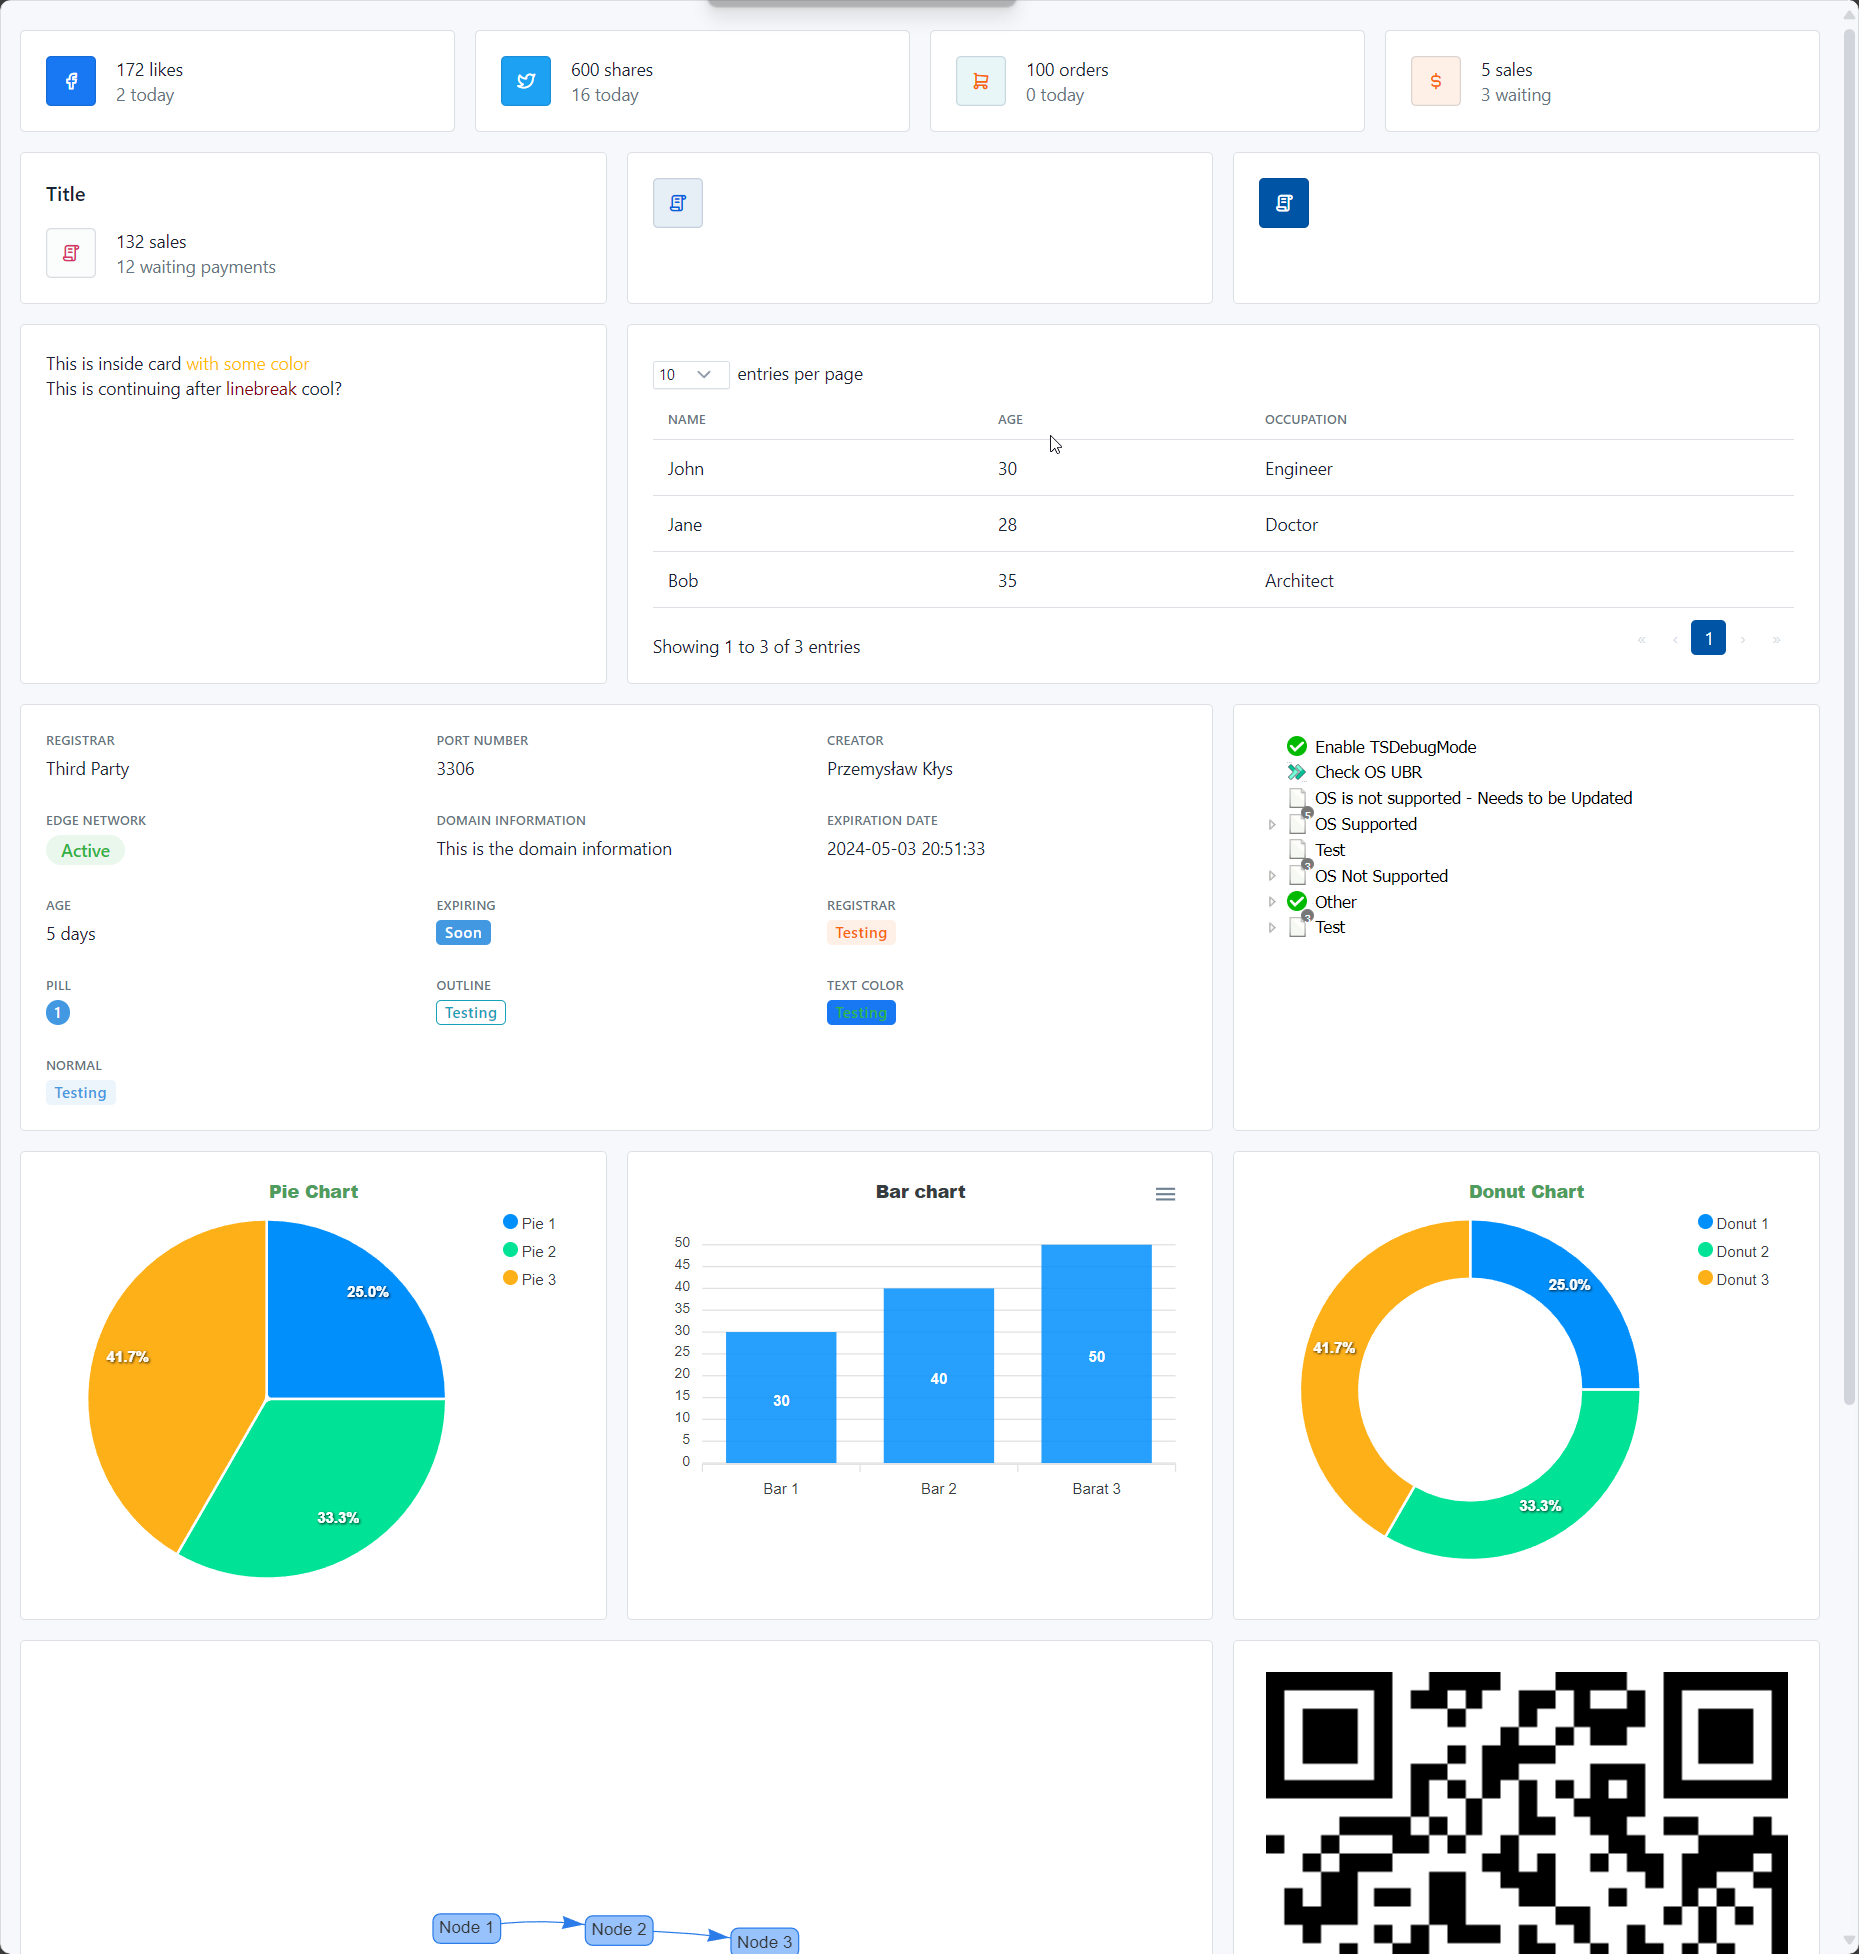 172 likes
2 today
600 shares
16 today
100 orders
0 today
5 sales
3 waiting
Title
132 sales
12 waiting payments
This is inside card with some color
This is continuing after linebreak cool?
10 entries per page
NAME AGE OCCUPATION
John 30 Engineer
Jane 28 Doctor
Bob 35 Architect
Showing 1 to 3 of 3 entries
« ‹ 1 › »
REGISTRAR PORT NUMBER CREATOR
Third Party 3306 Przemysław Kłys
EDGE NETWORK DOMAIN INFORMATION EXPIRATION DATE
Active This is the domain information 2024-05-03 20:51:33
AGE EXPIRING REGISTRAR
5 days Soon Testing
PILL OUTLINE TEXT COLOR
1 Testing Testing
NORMAL
Testing
Enable TSDebugMode
Check OS UBR
OS is not supported - Needs to be Updated
5
OS Supported
Test
3
OS Not Supported
Other
3
Test
Pie Chart
Pie 1
Pie 2
Pie 3
25.0%
41.7%
33.3%
Bar chart
50
45
40
35
30
25
20
15
10
5
0
30
40
50
Bar 1 Bar 2 Barat 3
Donut Chart
Donut 1
Donut 2
Donut 3
25.0%
41.7%
33.3%
Node 1
Node 2
Node 3